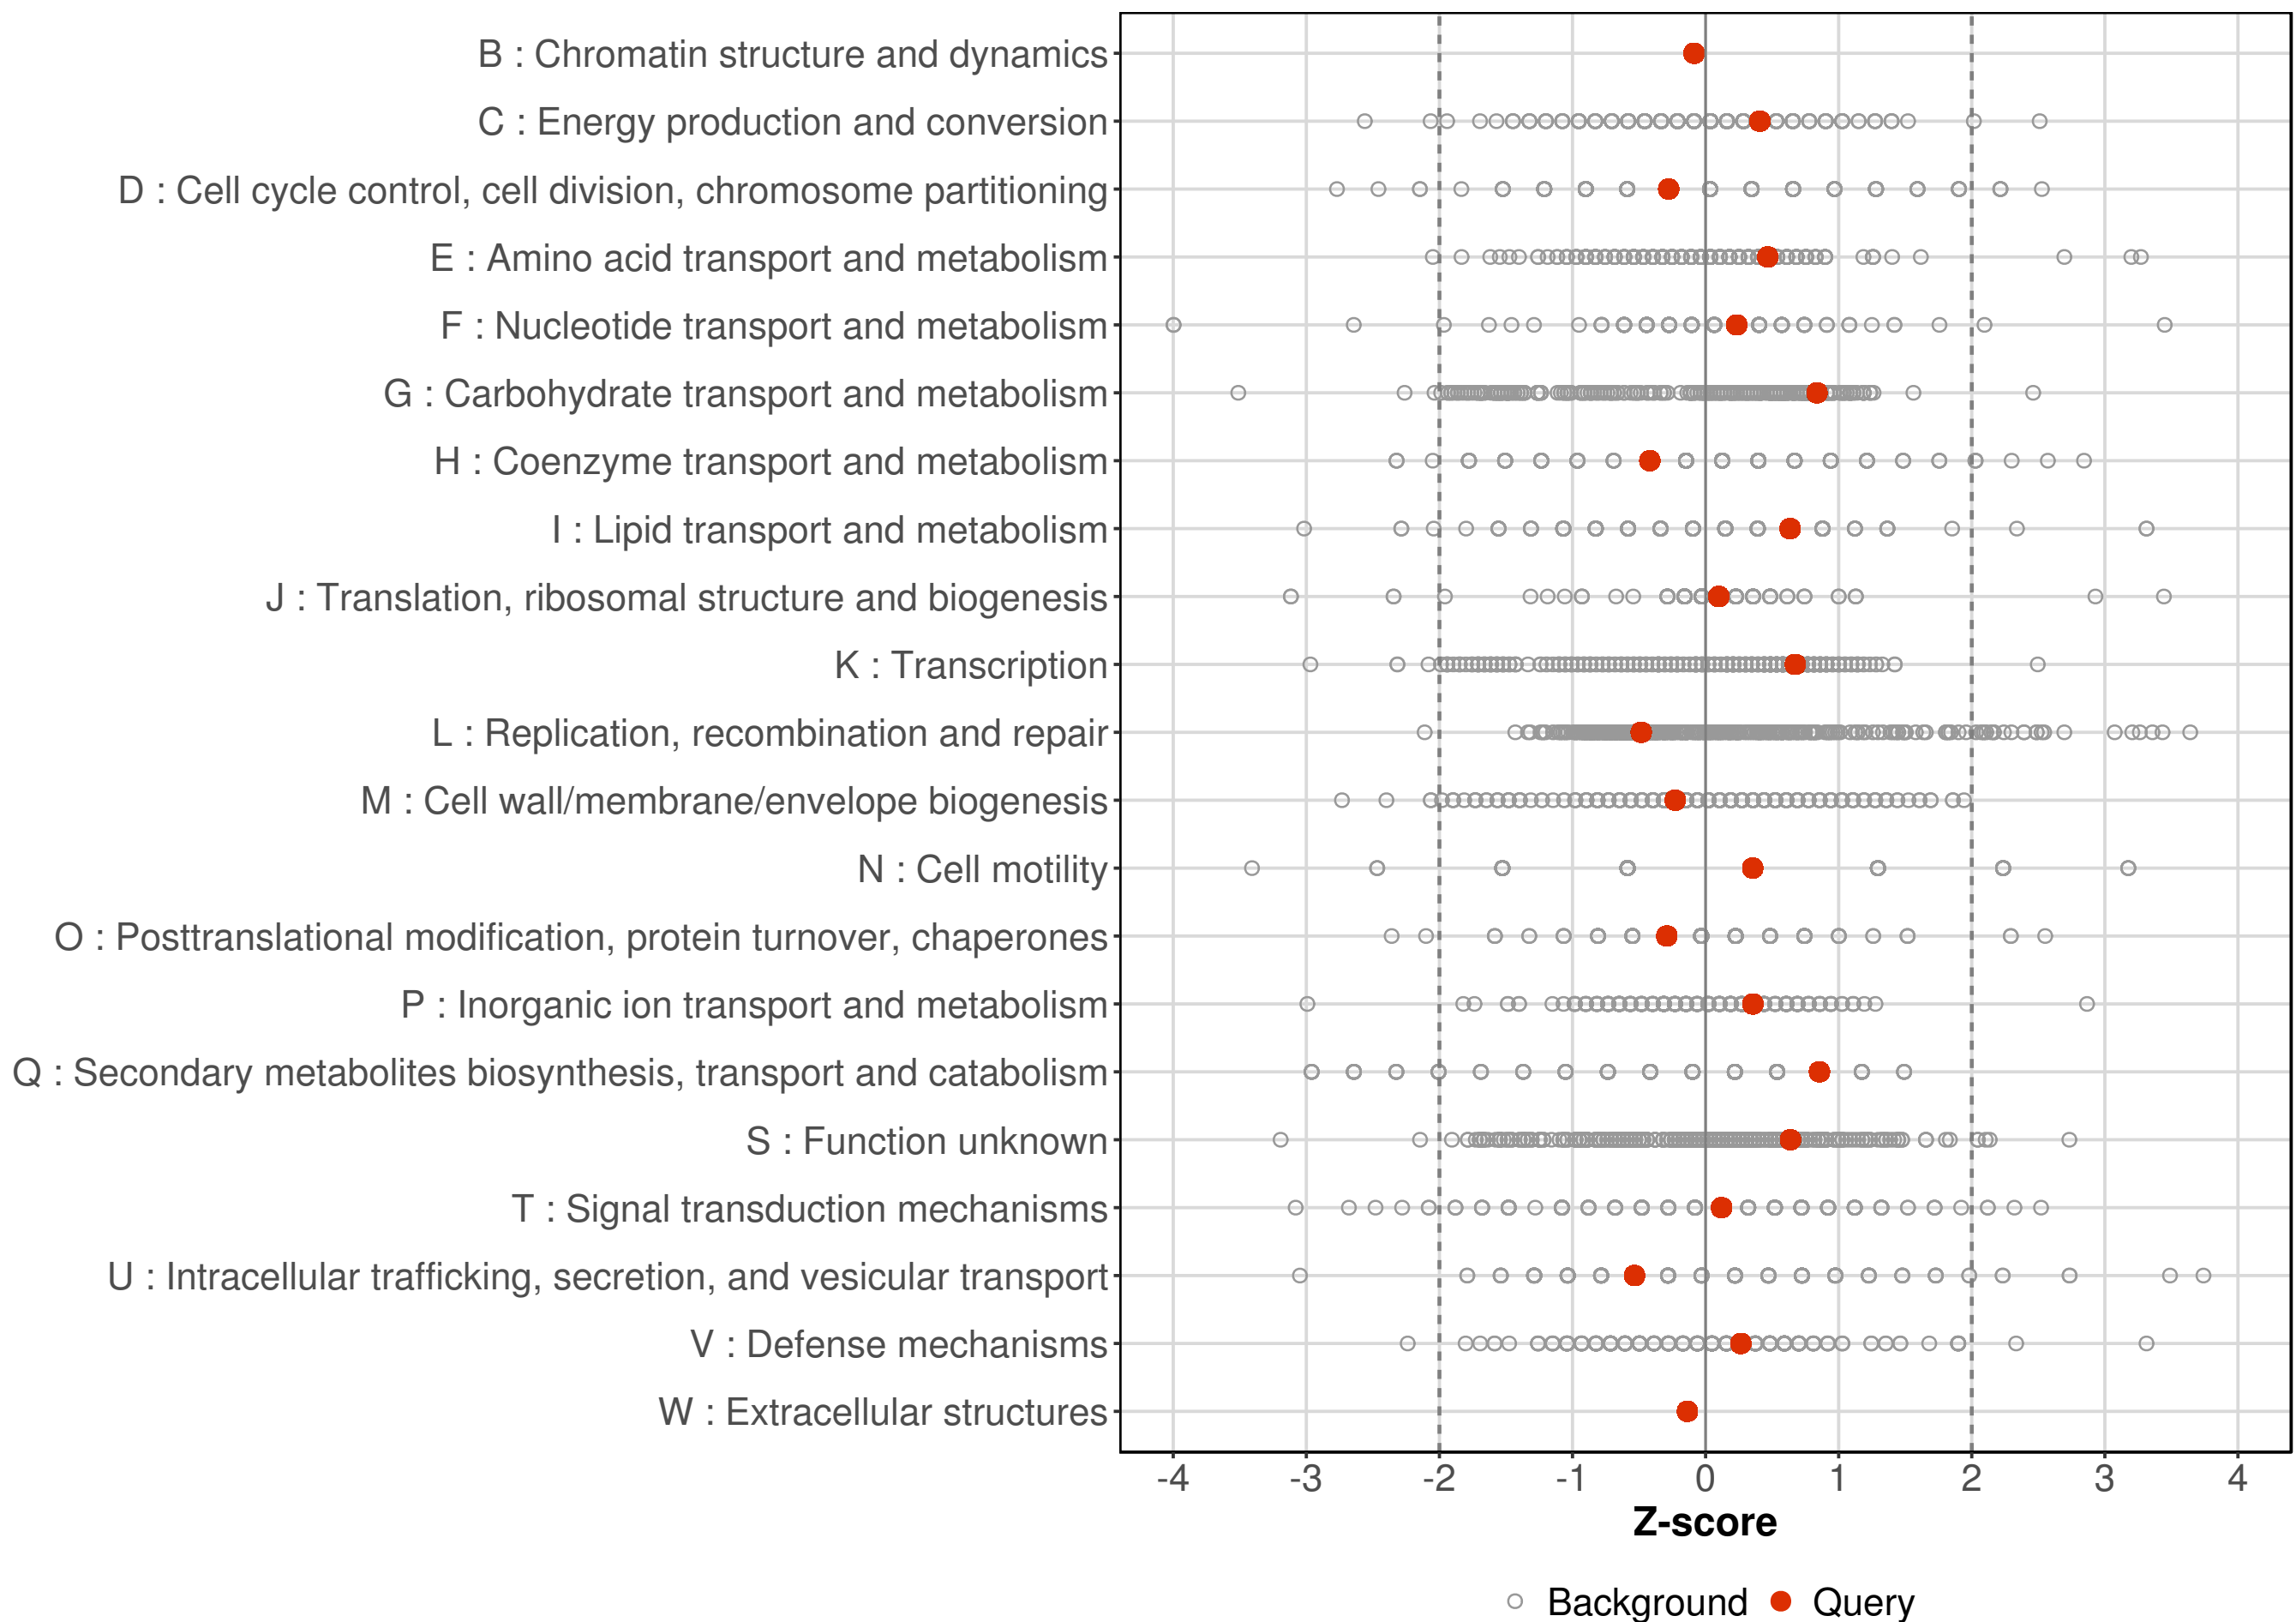 B : Chromatin structure and dynamics
C : Energy production and conversion
D : Cell cycle control, cell division, chromosome partitioning
E : Amino acid transport and metabolism
F : Nucleotide transport and metabolism
G : Carbohydrate transport and metabolism
H : Coenzyme transport and metabolism
I : Lipid transport and metabolism
J : Translation, ribosomal structure and biogenesis
K : Transcription
L : Replication, recombination and repair
M : Cell wall/membrane/envelope biogenesis
N : Cell motility
O : Posttranslational modification, protein turnover, chaperones
P : Inorganic ion transport and metabolism
Q : Secondary metabolites biosynthesis, transport and catabolism
S : Function unknown
T : Signal transduction mechanisms
U : Intracellular trafficking, secretion, and vesicular transport
V : Defense mechanisms
W : Extracellular structures
-4 -3 -2 -1 0 1 2 3 4
Z-score
Background Query